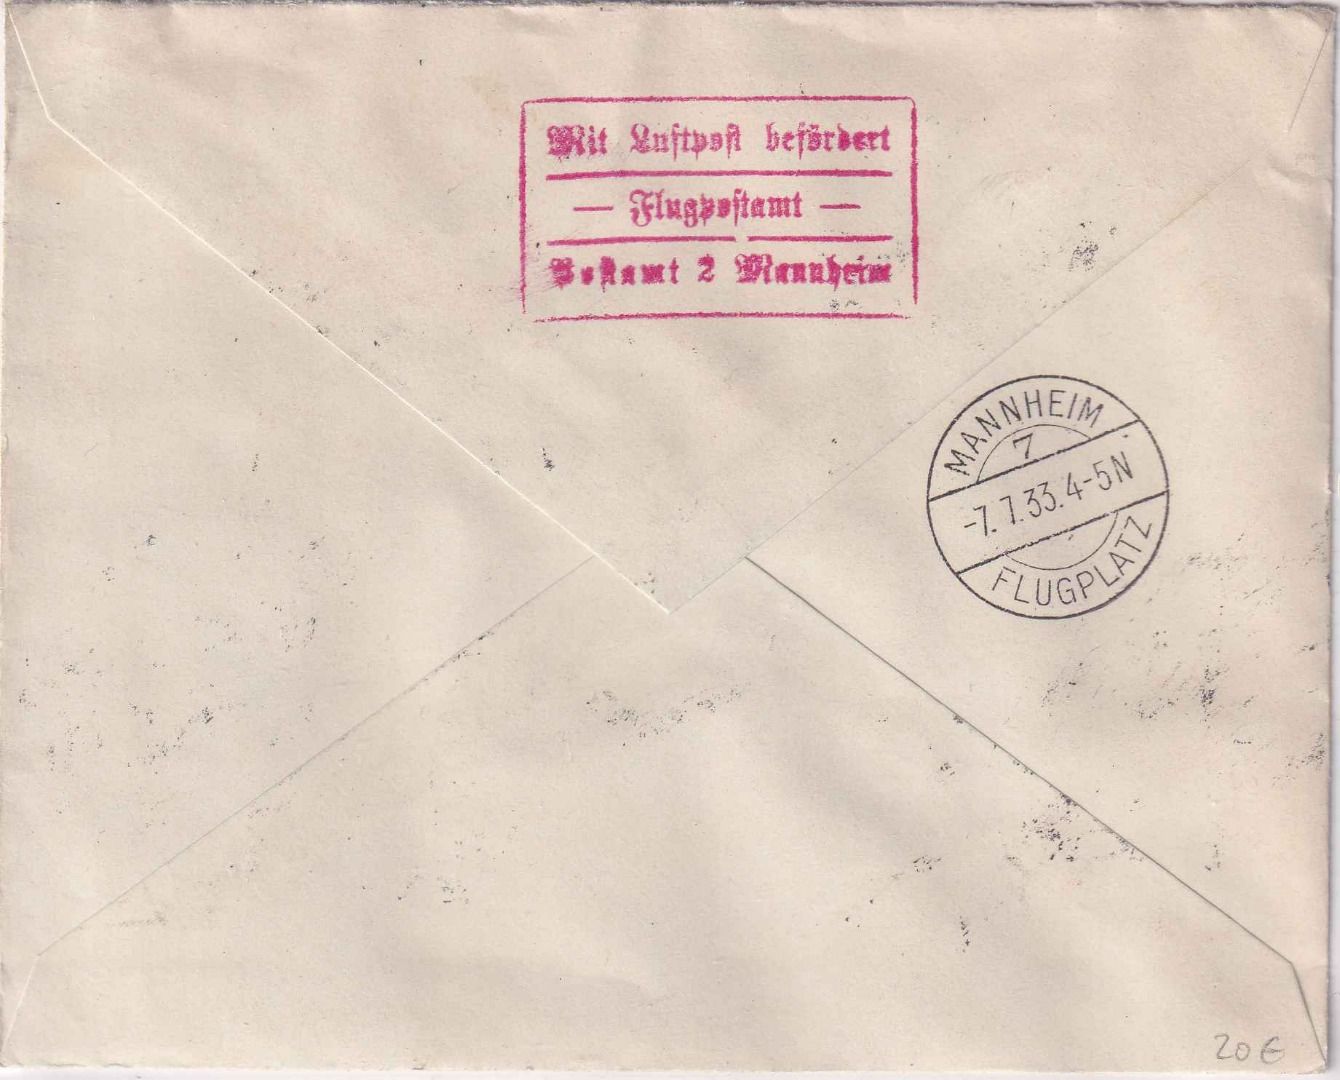 Mit Luftpost befördert
— Flugpostamt —
Postamt 2 Mannheim
MANNHEIM
7
-7.7.33.4-5N
FLUGPLATZ
20 €